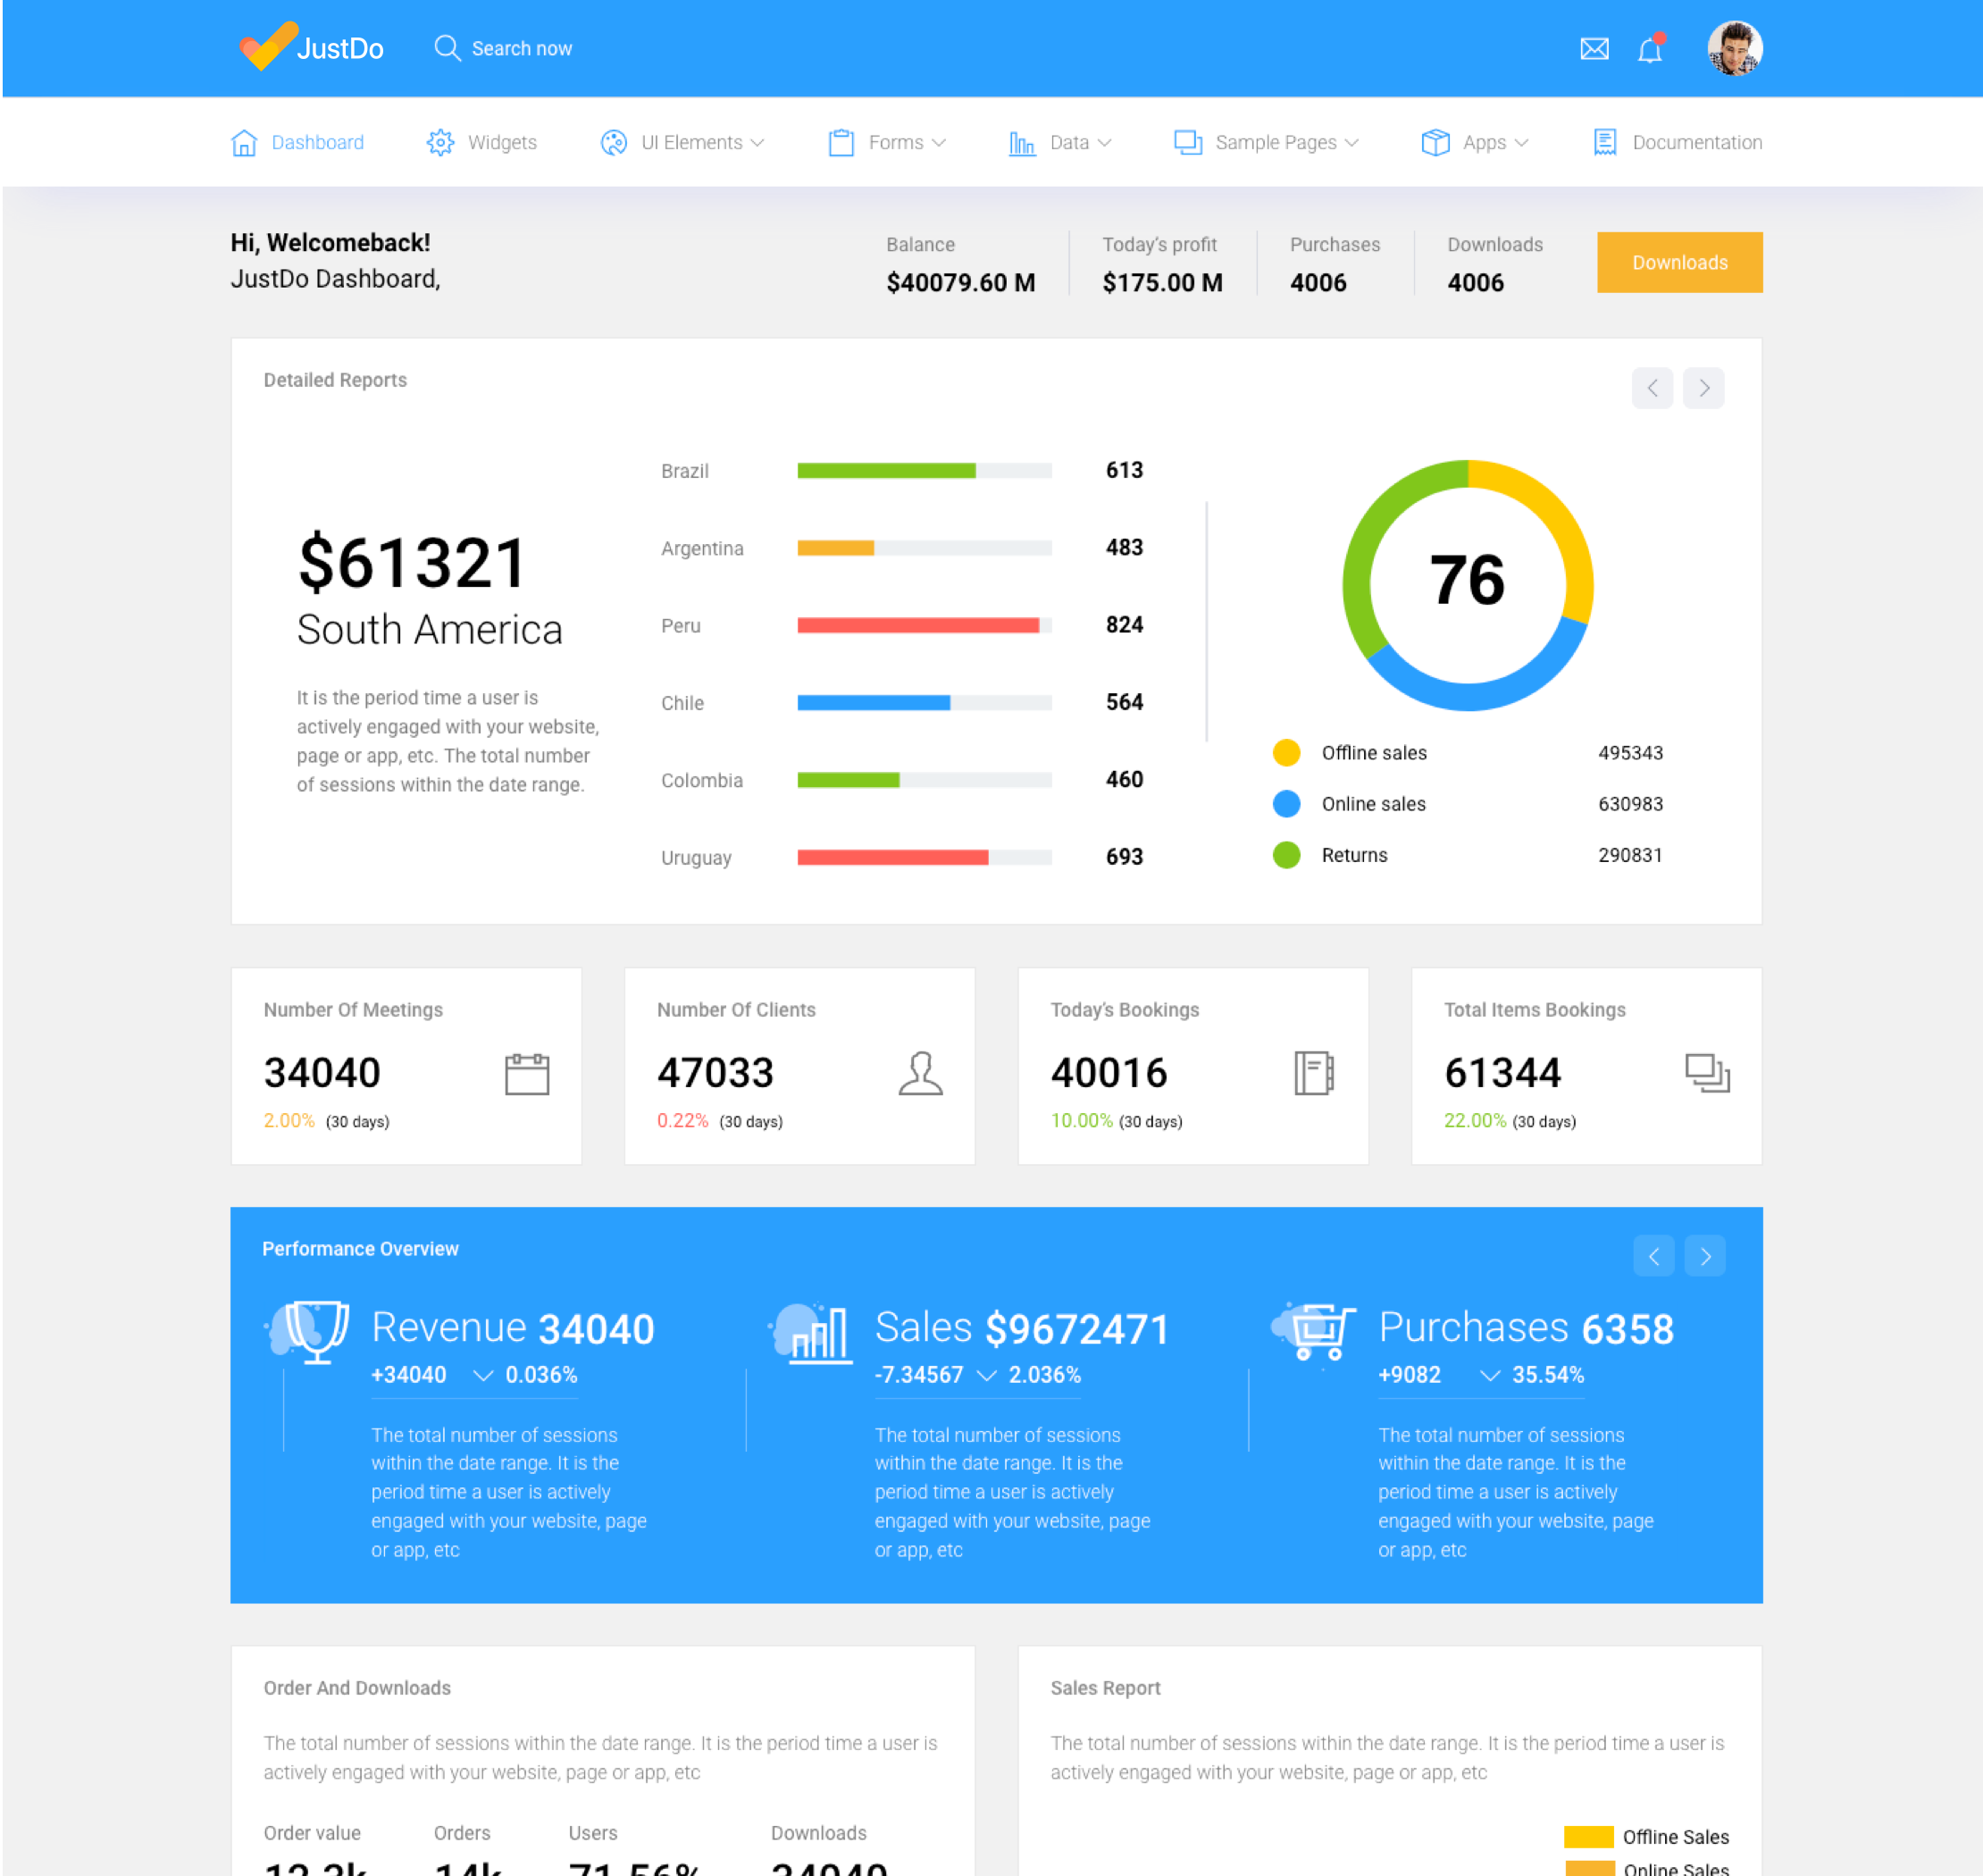 JustDo
Search now
Dashboard
Widgets
UI Elements
Forms
Data
Sample Pages
Apps
Documentation
Hi, Welcomeback!
JustDo Dashboard,
Balance
$40079.60 M
Today's profit
$175.00 M
Purchases
4006
Downloads
4006
Downloads
Detailed Reports
$61321
South America
It is the period time a user is
actively engaged with your website,
page or app, etc. The total number
of sessions within the date range.
Brazil 613
Argentina 483
Peru 824
Chile 564
Colombia 460
Uruguay 693
76
Offline sales 495343
Online sales 630983
Returns 290831
Number Of Meetings
34040
2.00% (30 days)
Number Of Clients
47033
0.22% (30 days)
Today's Bookings
40016
10.00% (30 days)
Total Items Bookings
61344
22.00% (30 days)
Performance Overview
Revenue 34040
+34040 0.036%
The total number of sessions
within the date range. It is the
period time a user is actively
engaged with your website, page
or app, etc
Sales $9672471
-7.34567 2.036%
The total number of sessions
within the date range. It is the
period time a user is actively
engaged with your website, page
or app, etc
Purchases 6358
+9082 35.54%
The total number of sessions
within the date range. It is the
period time a user is actively
engaged with your website, page
or app, etc
Order And Downloads
The total number of sessions within the date range. It is the period time a user is
actively engaged with your website, page or app, etc
Order value
Orders
Users
Downloads
14k
71.56%
34040
Sales Report
The total number of sessions within the date range. It is the period time a user is
actively engaged with your website, page or app, etc
Offline Sales
Online Sales